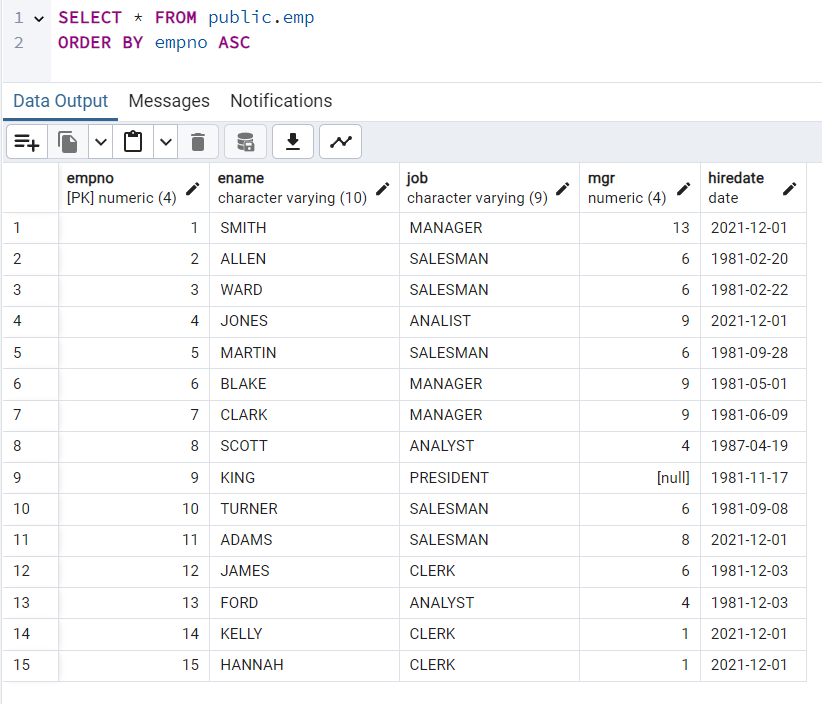 1 SELECT * FROM public.emp
2 ORDER BY empno ASC
Data Output Messages Notifications
empno ename job mgr hiredate
[PK] numeric (4) character varying (10) character varying (9) numeric (4) date
1 1 SMITH MANAGER 13 2021-12-01
2 2 ALLEN SALESMAN 6 1981-02-20
3 3 WARD SALESMAN 6 1981-02-22
4 4 JONES ANALIST 9 2021-12-01
5 5 MARTIN SALESMAN 6 1981-09-28
6 6 BLAKE MANAGER 9 1981-05-01
7 7 CLARK MANAGER 9 1981-06-09
8 8 SCOTT ANALYST 4 1987-04-19
9 9 KING PRESIDENT [null] 1981-11-17
10 10 TURNER SALESMAN 6 1981-09-08
11 11 ADAMS SALESMAN 8 2021-12-01
12 12 JAMES CLERK 6 1981-12-03
13 13 FORD ANALYST 4 1981-12-03
14 14 KELLY CLERK 1 2021-12-01
15 15 HANNAH CLERK 1 2021-12-01